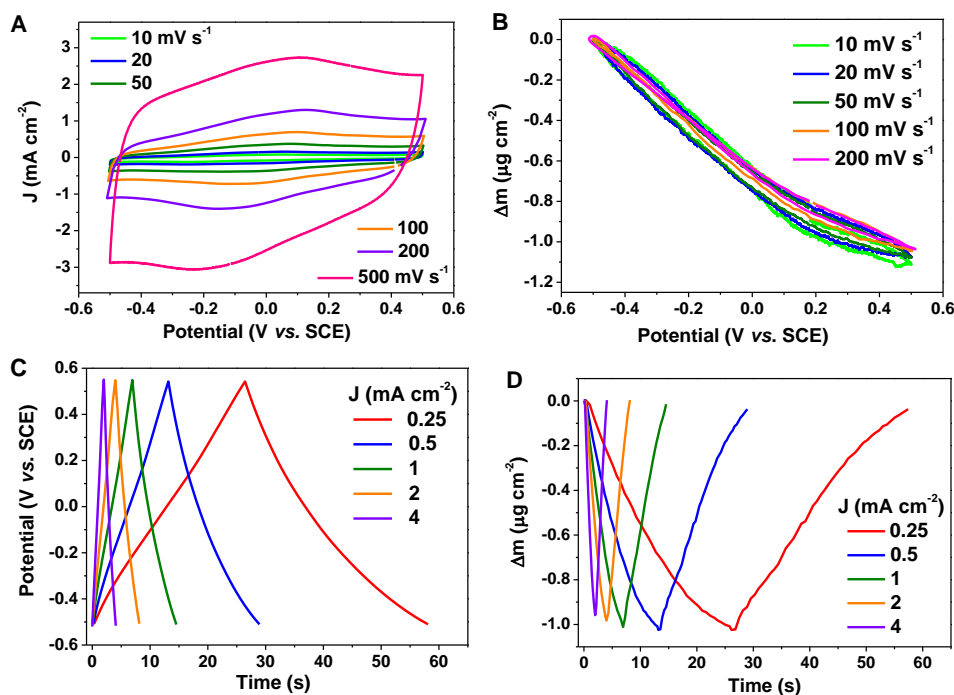 A
10 mV s⁻¹
20
50
3
2
1
0
-1
-2
-3
J (mA cm⁻²)
100
200
500 mV s⁻¹
-0.6 -0.4 -0.2 0.0 0.2 0.4 0.6
Potential (V vs. SCE)
B
10 mV s⁻¹
20 mV s⁻¹
50 mV s⁻¹
100 mV s⁻¹
200 mV s⁻¹
0.0
-0.2
-0.4
-0.6
-0.8
-1.0
-1.2
Δm (µg cm⁻²)
-0.6 -0.4 -0.2 0.0 0.2 0.4 0.6
Potential (V vs. SCE)
C
J (mA cm⁻²)
0.25
0.5
1
2
4
0.6
0.4
0.2
0.0
-0.2
-0.4
-0.6
Potential (V vs. SCE)
0 10 20 30 40 50 60
Time (s)
D
J (mA cm⁻²)
0.25
0.5
1
2
4
0.0
-0.2
-0.4
-0.6
-0.8
-1.0
Δm (µg cm⁻²)
0 10 20 30 40 50 60
Time (s)